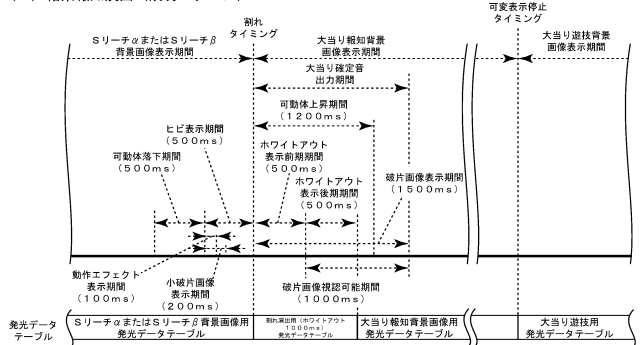 割れ
タイミング
可変表示停止
タイミング
SリーチαまたはSリーチβ
背景画像表示期間
大当り報知背景
画像表示期間
大当り遊技背景
画像表示期間
大当り確定音
出力期間
可動体上昇期間
(1200ms)
ヒビ表示期間
(500ms)
可動体落下期間
(500ms)
ホワイトアウト
表示前期期間
(500ms)
ホワイトアウト
表示後期期間
(500ms)
破片画像表示期間
(1500ms)
動作エフェクト
表示期間
(100ms)
小破片画像
表示期間
(200ms)
破片画像視認可能期間
(1000ms)
発光データ
テーブル
SリーチαまたはSリーチβ背景画像用
発光データテーブル
割れ演出用(ホワイトアウト
1000ms)
発光データテーブル
大当り報知背景画像用
発光データテーブル
大当り遊技用
発光データテーブル